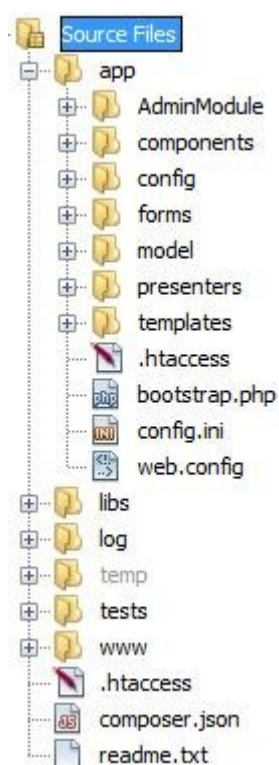 Source Files
app
AdminModule
components
config
forms
model
presenters
templates
.htaccess
bootstrap.php
config.ini
web.config
libs
log
temp
tests
www
.htaccess
composer.json
readme.txt